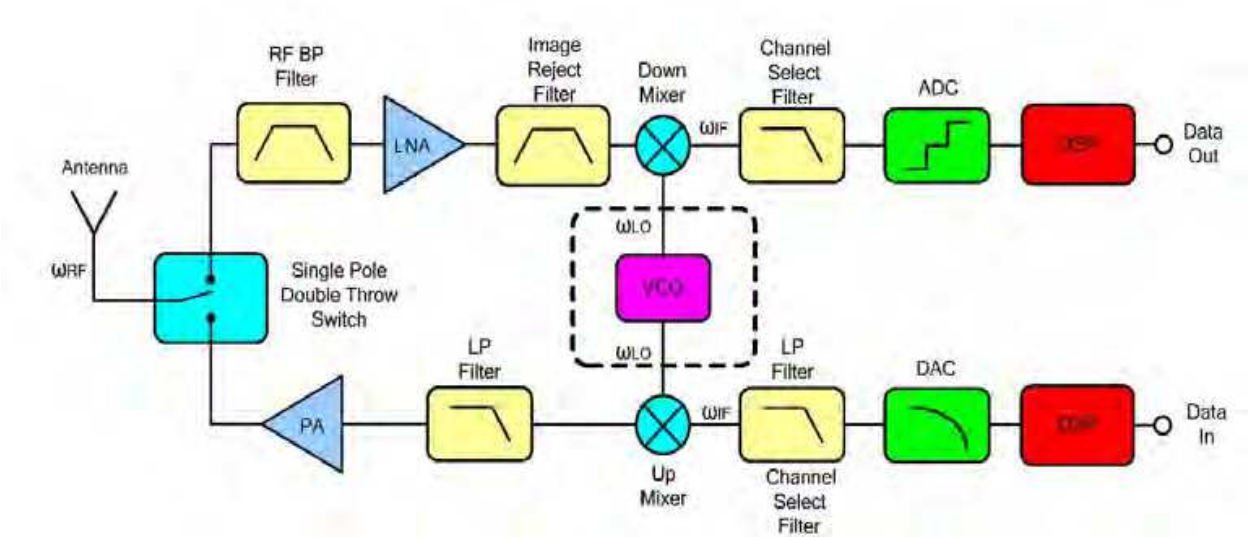 RF BP
Filter
Image
Reject
Filter
Down
Mixer
Channel
Select
Filter
ADC
LNA
ωIF
Data
Out
Antenna
ωRF
Single Pole
Double Throw
Switch
ωLO
VCO
ωLO
LP
Filter
LP
Filter
DAC
PA
ωIF
Data
In
Up
Mixer
Channel
Select
Filter